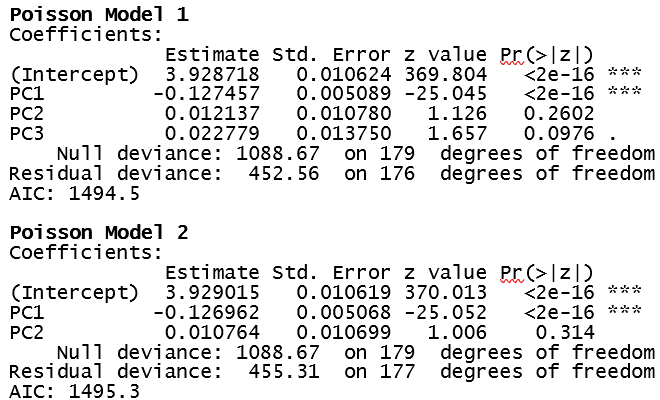 Poisson Model 1
Coefficients:
Estimate Std. Error z value Pr(>|z|)
(Intercept) 3.928718 0.010624 369.804 <2e-16 ***
PC1 -0.127457 0.005089 -25.045 <2e-16 ***
PC2 0.012137 0.010780 1.126 0.2602
PC3 0.022779 0.013750 1.657 0.0976 .
Null deviance: 1088.67 on 179 degrees of freedom
Residual deviance: 452.56 on 176 degrees of freedom
AIC: 1494.5
Poisson Model 2
Coefficients:
Estimate Std. Error z value Pr(>|z|)
(Intercept) 3.929015 0.010619 370.013 <2e-16 ***
PC1 -0.126962 0.005068 -25.052 <2e-16 ***
PC2 0.010764 0.010699 1.006 0.314
Null deviance: 1088.67 on 179 degrees of freedom
Residual deviance: 455.31 on 177 degrees of freedom
AIC: 1495.3